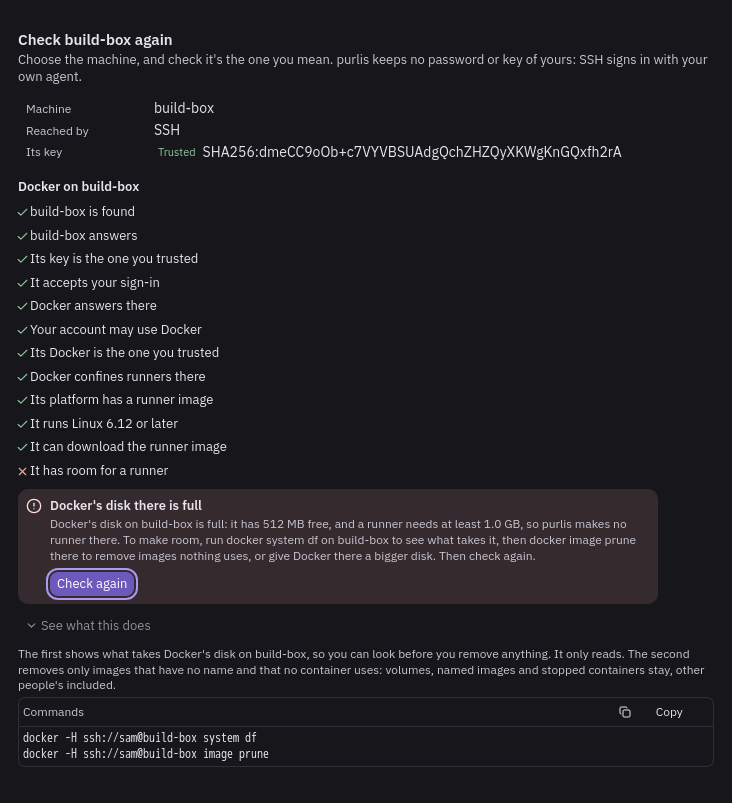 Check build-box again
Choose the machine, and check it's the one you mean. purlis keeps no password or key of yours: SSH signs in with your
own agent.
Machine build-box
Reached by SSH
Its key Trusted SHA256:dmeCC9oOb+c7VYVBSUAdgQchZHZQyXKWgKnGQxfh2rA
Docker on build-box
build-box is found
build-box answers
Its key is the one you trusted
It accepts your sign-in
Docker answers there
Your account may use Docker
Its Docker is the one you trusted
Docker confines runners there
Its platform has a runner image
It runs Linux 6.12 or later
It can download the runner image
It has room for a runner
Docker's disk there is full
Docker's disk on build-box is full: it has 512 MB free, and a runner needs at least 1.0 GB, so purlis makes no
runner there. To make room, run docker system df on build-box to see what takes it, then docker image prune
there to remove images nothing uses, or give Docker there a bigger disk. Then check again.
Check again
See what this does
The first shows what takes Docker's disk on build-box, so you can look before you remove anything. It only reads. The second
removes only images that have no name and that no container uses: volumes, named images and stopped containers stay, other
people's included.
Commands Copy
docker -H ssh://sam@build-box system df
docker -H ssh://sam@build-box image prune